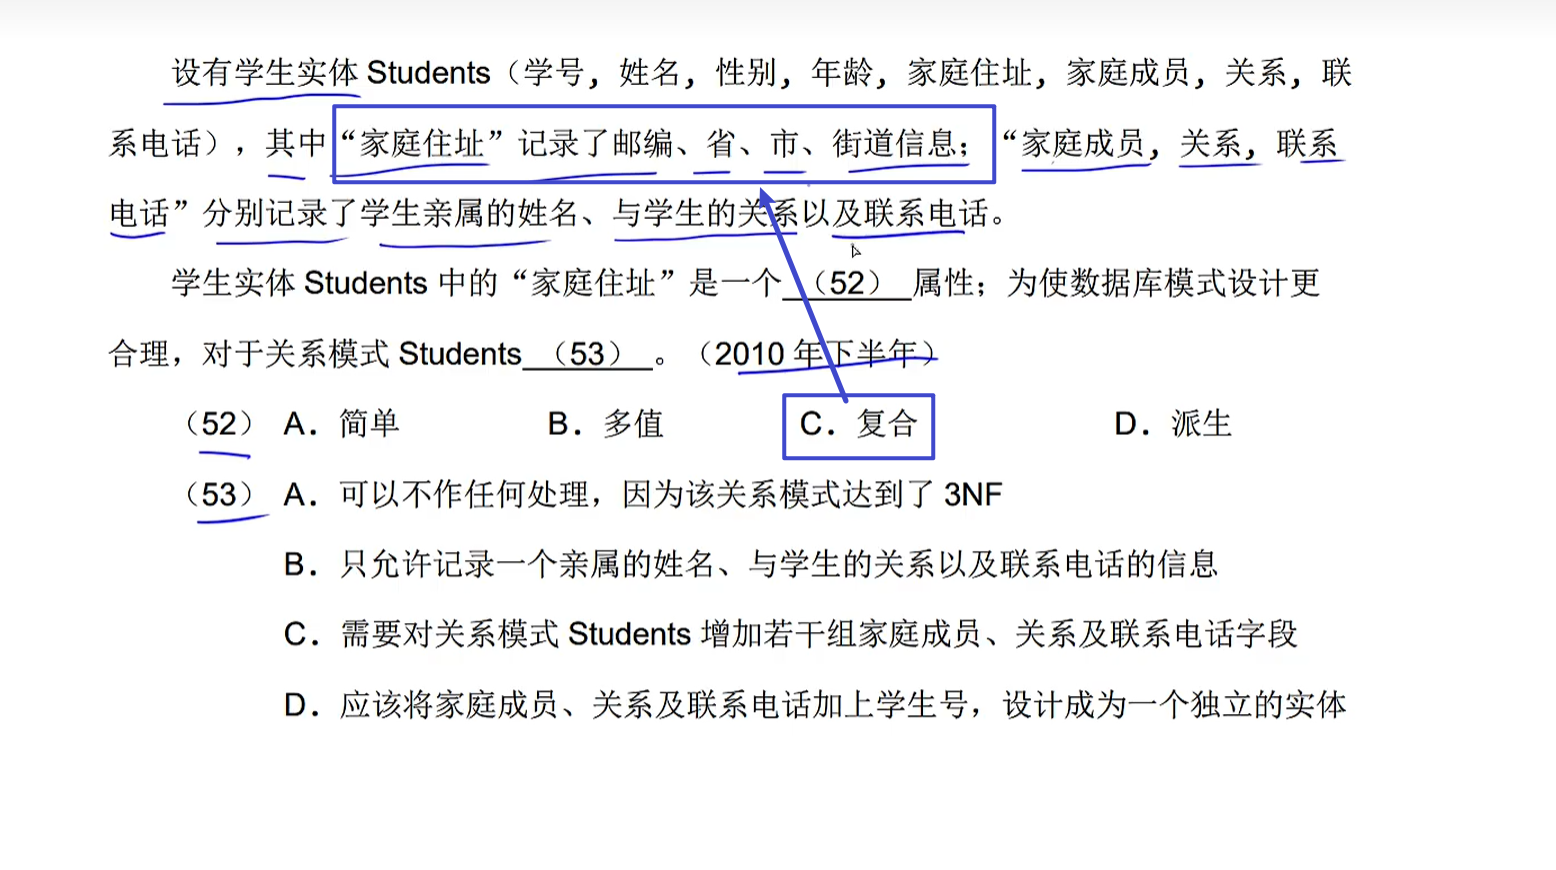 设有学生实体 Students（学号，姓名，性别，年龄，家庭住址，家庭成员，关系，联
系电话），其中“家庭住址”记录了邮编、省、市、街道信息；“家庭成员，关系，联系
电话”分别记录了学生亲属的姓名、与学生的关系以及联系电话。
学生实体 Students 中的“家庭住址”是一个（52）属性；为使数据库模式设计更
合理，对于关系模式 Students（53）。（2010 年下半年）
（52） A．简单 B．多值 C．复合 D．派生
（53） A．可以不作任何处理，因为该关系模式达到了 3NF
B．只允许记录一个亲属的姓名、与学生的关系以及联系电话的信息
C．需要对关系模式 Students 增加若干组家庭成员、关系及联系电话字段
D．应该将家庭成员、关系及联系电话加上学生号，设计成为一个独立的实体